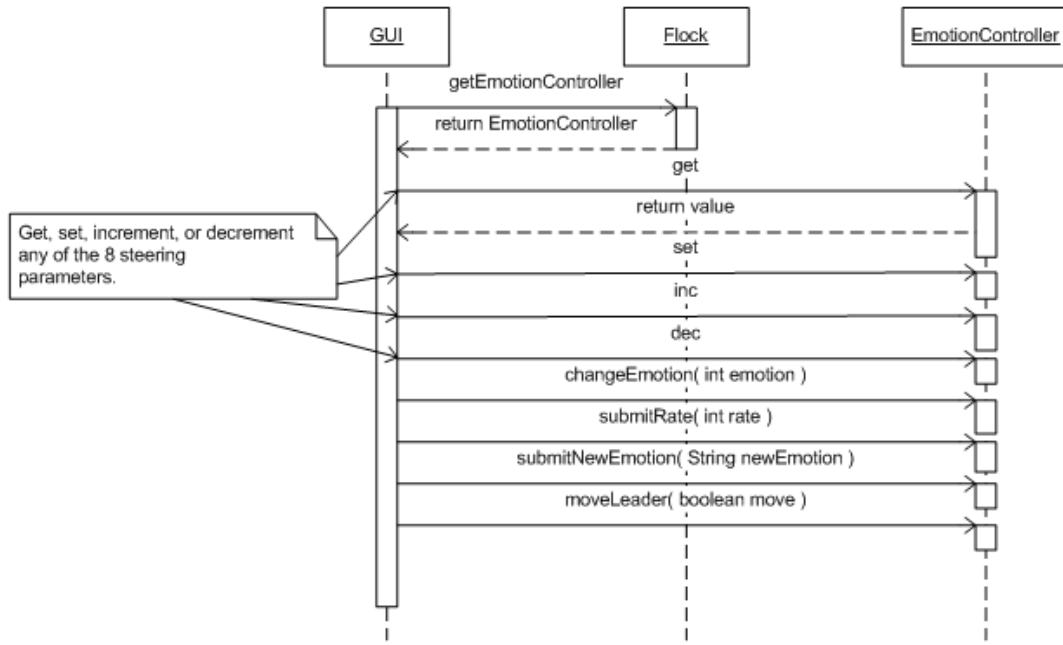 GUI
Flock
EmotionController
getEmotionController
return EmotionController
get
return value
Get, set, increment, or decrement
any of the 8 steering
parameters.
set
inc
dec
changeEmotion( int emotion )
submitRate( int rate )
submitNewEmotion( String newEmotion )
moveLeader( boolean move )